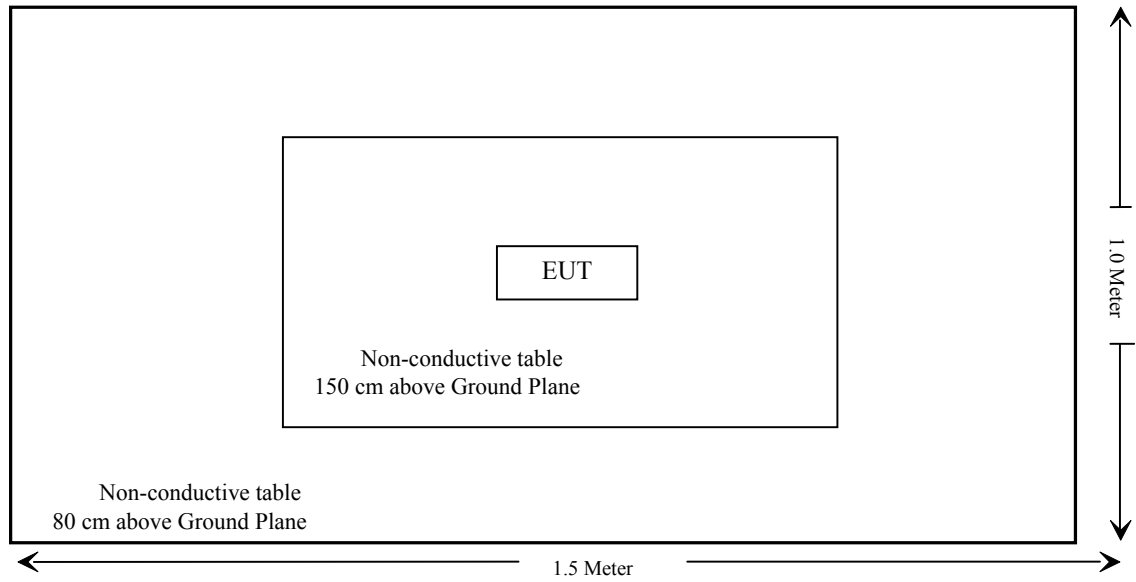 EUT
Non-conductive table
150 cm above Ground Plane
Non-conductive table
80 cm above Ground Plane
1.0 Meter
1.5 Meter